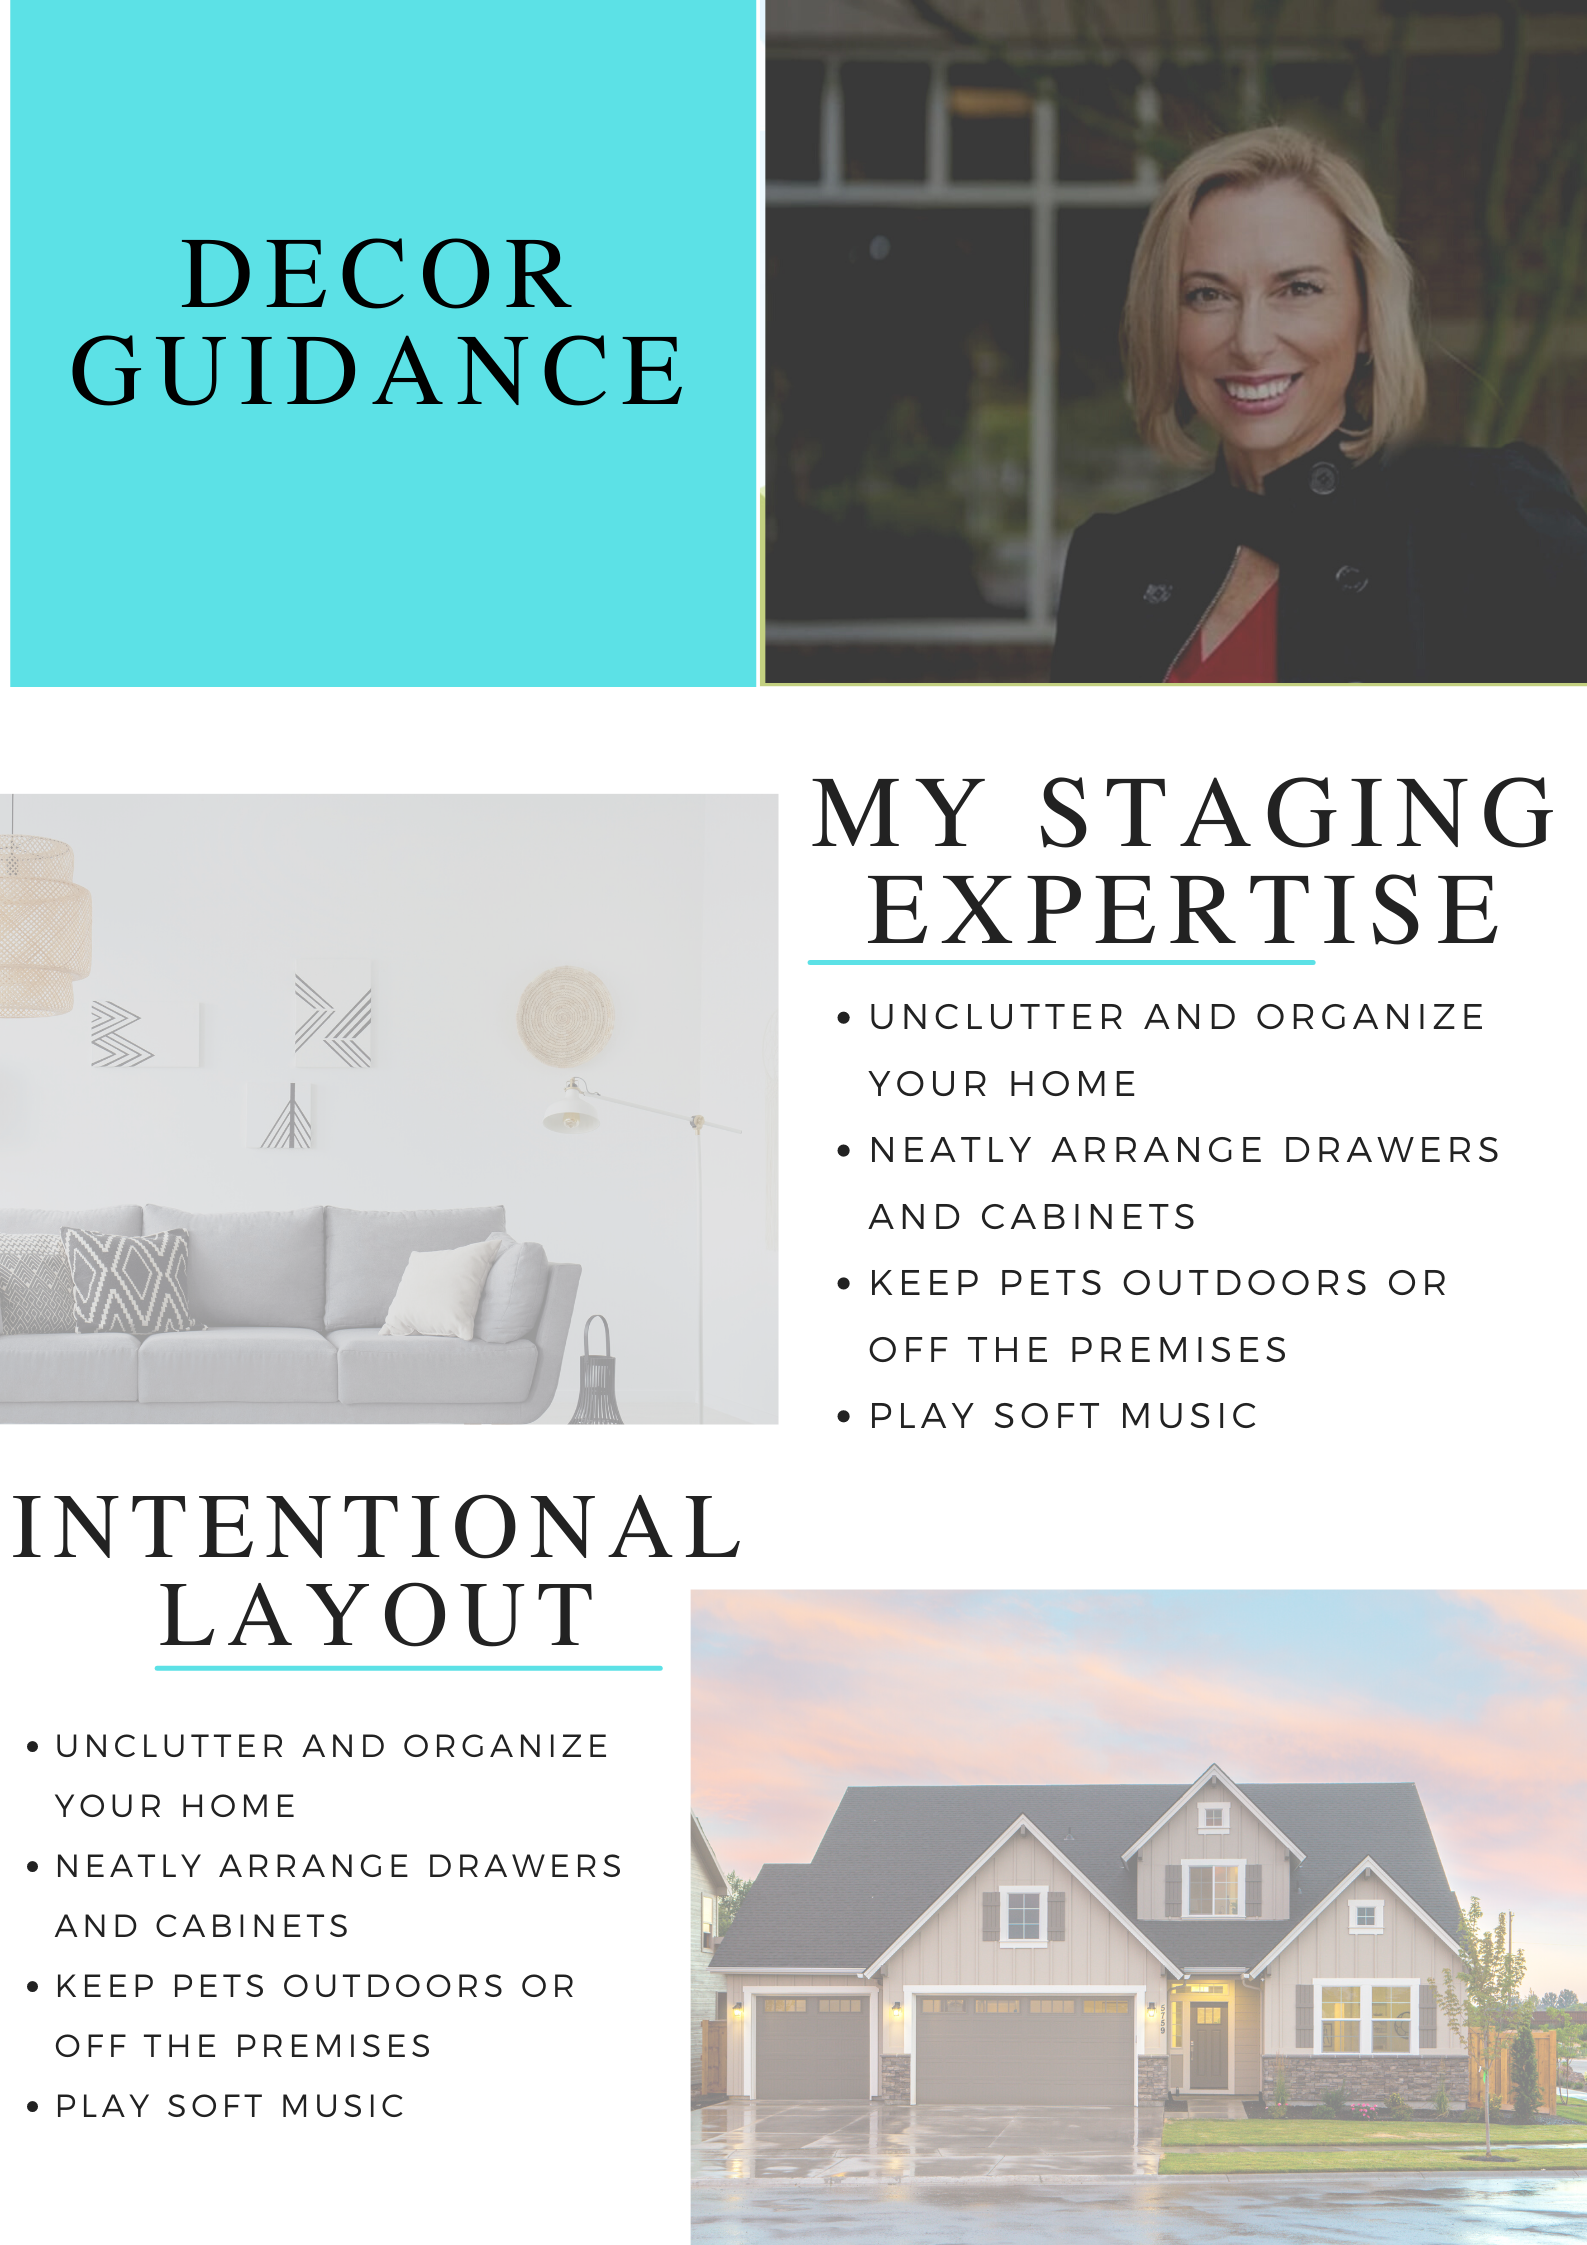 DECOR
GUIDANCE
MY STAGING
EXPERTISE
• UNCLUTTER AND ORGANIZE
YOUR HOME
• NEATLY ARRANGE DRAWERS
AND CABINETS
• KEEP PETS OUTDOORS OR
OFF THE PREMISES
• PLAY SOFT MUSIC
INTENTIONAL
LAYOUT
• UNCLUTTER AND ORGANIZE
YOUR HOME
• NEATLY ARRANGE DRAWERS
AND CABINETS
• KEEP PETS OUTDOORS OR
OFF THE PREMISES
• PLAY SOFT MUSIC
5759